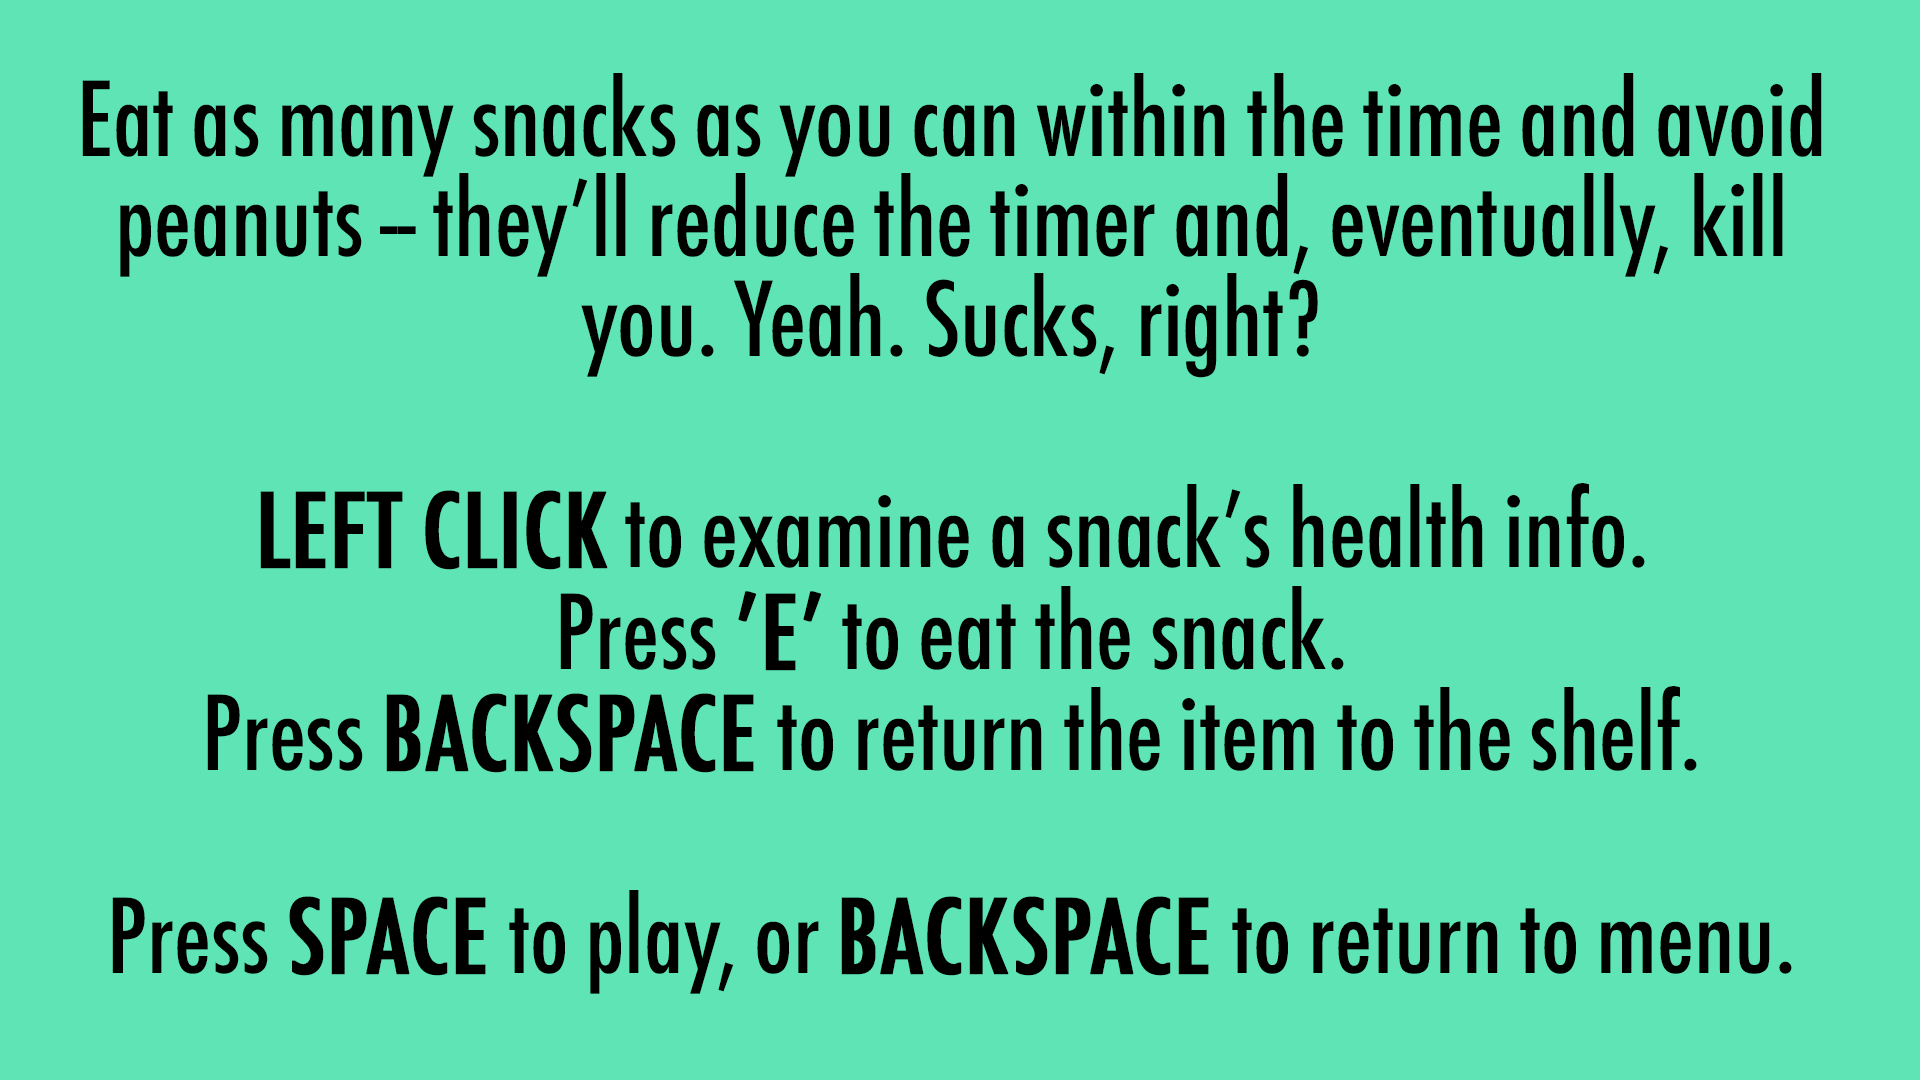 Eat as many snacks as you can within the time and avoid
peanuts – they’ll reduce the timer and, eventually, kill
you. Yeah. Sucks, right?
LEFT CLICK to examine a snack’s health info.
Press ’E’ to eat the snack.
Press BACKSPACE to return the item to the shelf.
Press SPACE to play, or BACKSPACE to return to menu.